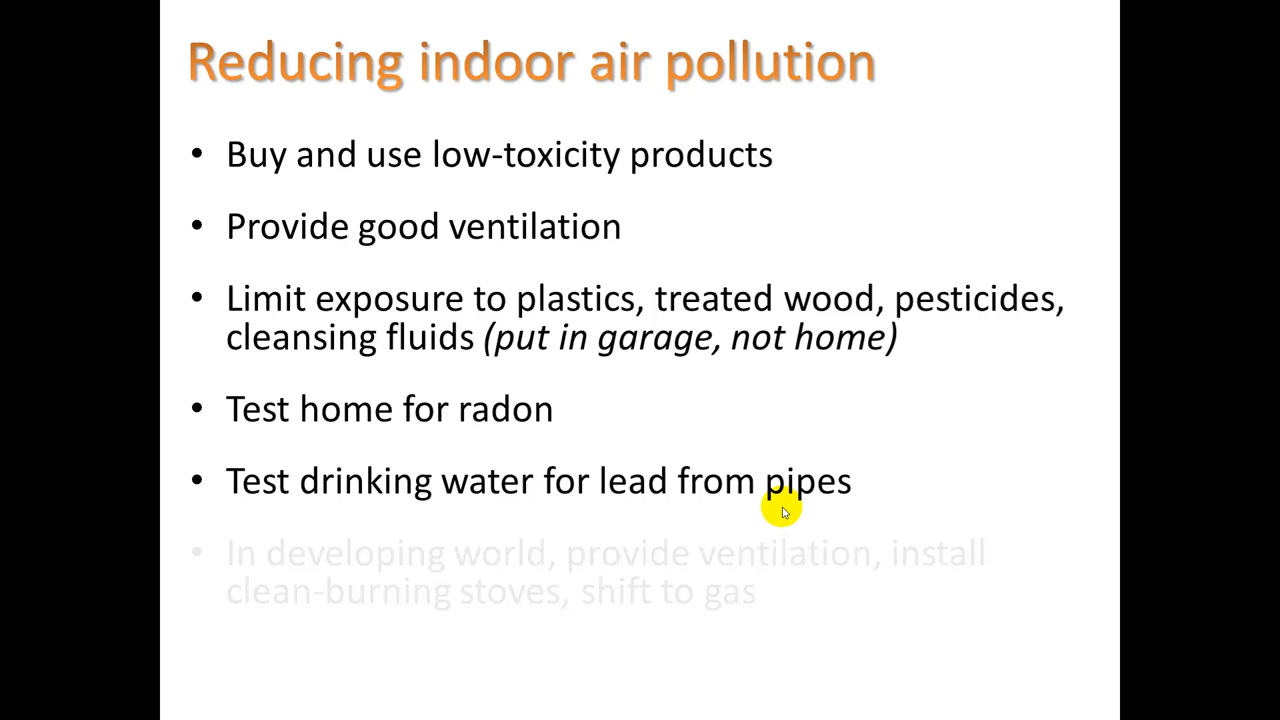 Reducing indoor air pollution
• Buy and use low-toxicity products
• Provide good ventilation
• Limit exposure to plastics, treated wood, pesticides,
cleansing fluids (put in garage, not home)
• Test home for radon
• Test drinking water for lead from pipes
• In developing world, provide ventilation, install
clean-burning stoves, shift to gas